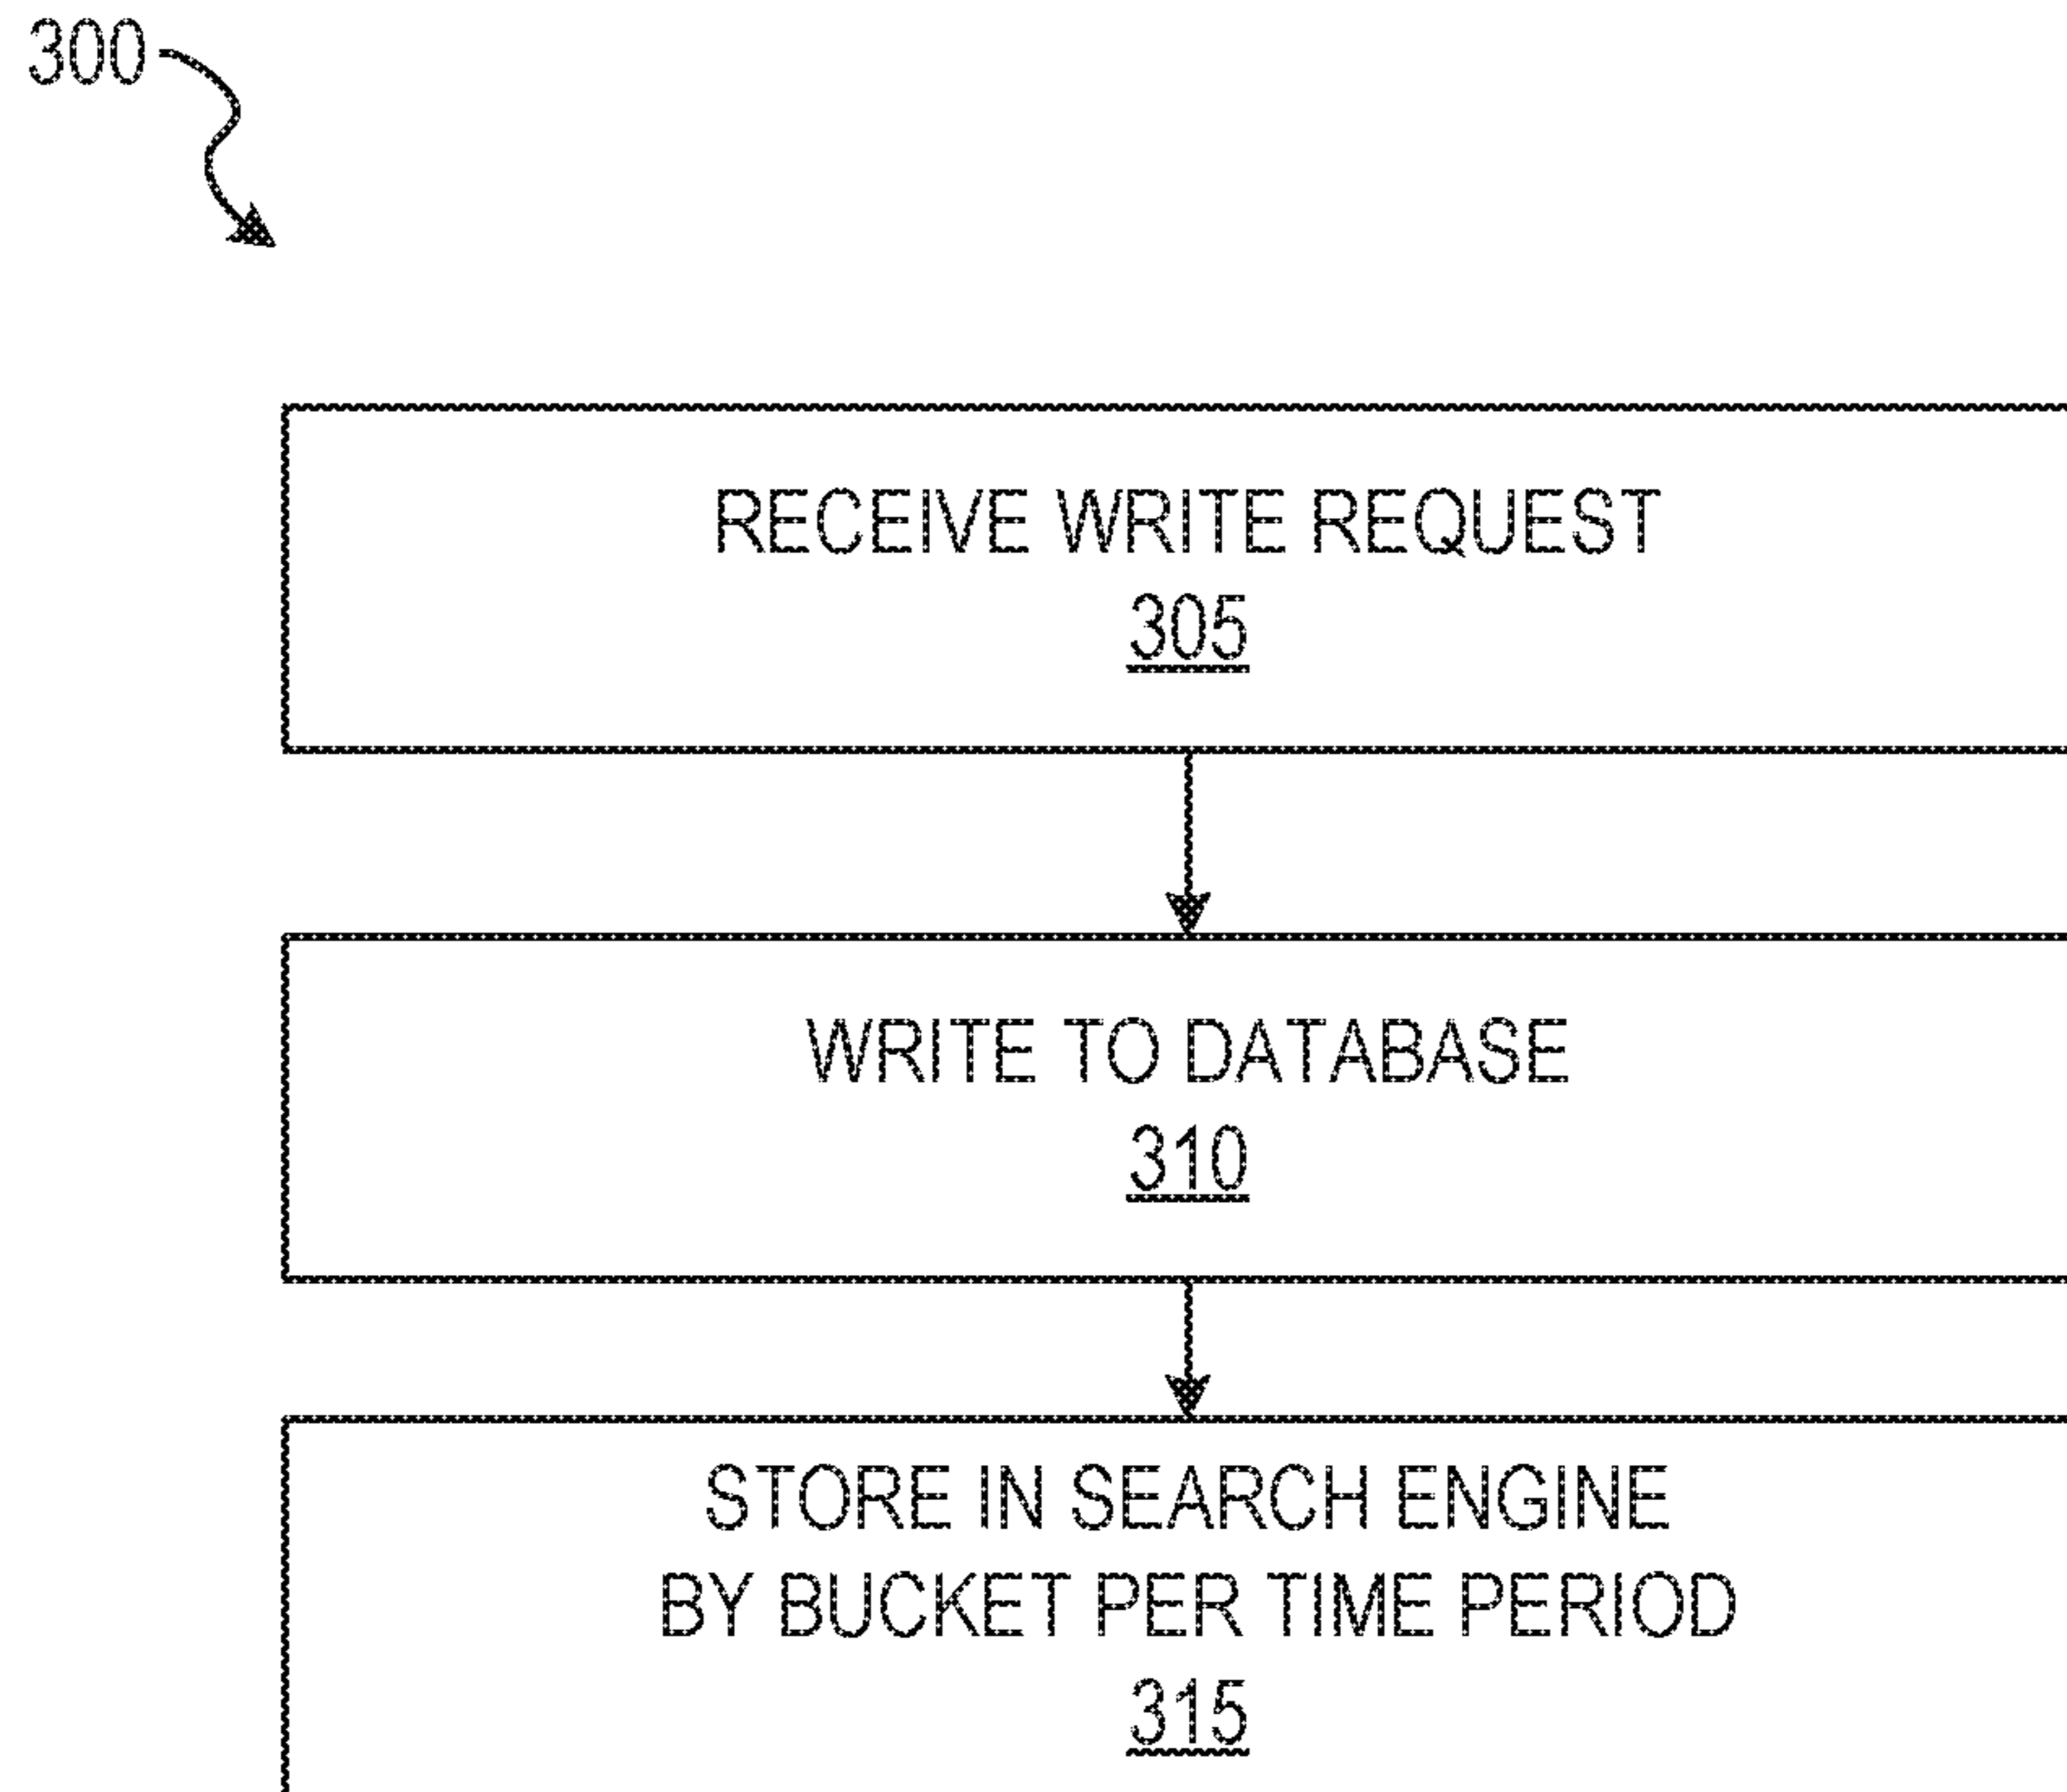 300
RECEIVE WRITE REQUEST
305
WRITE TO DATABASE
310
STORE IN SEARCH ENGINE
BY BUCKET PER TIME PERIOD
315